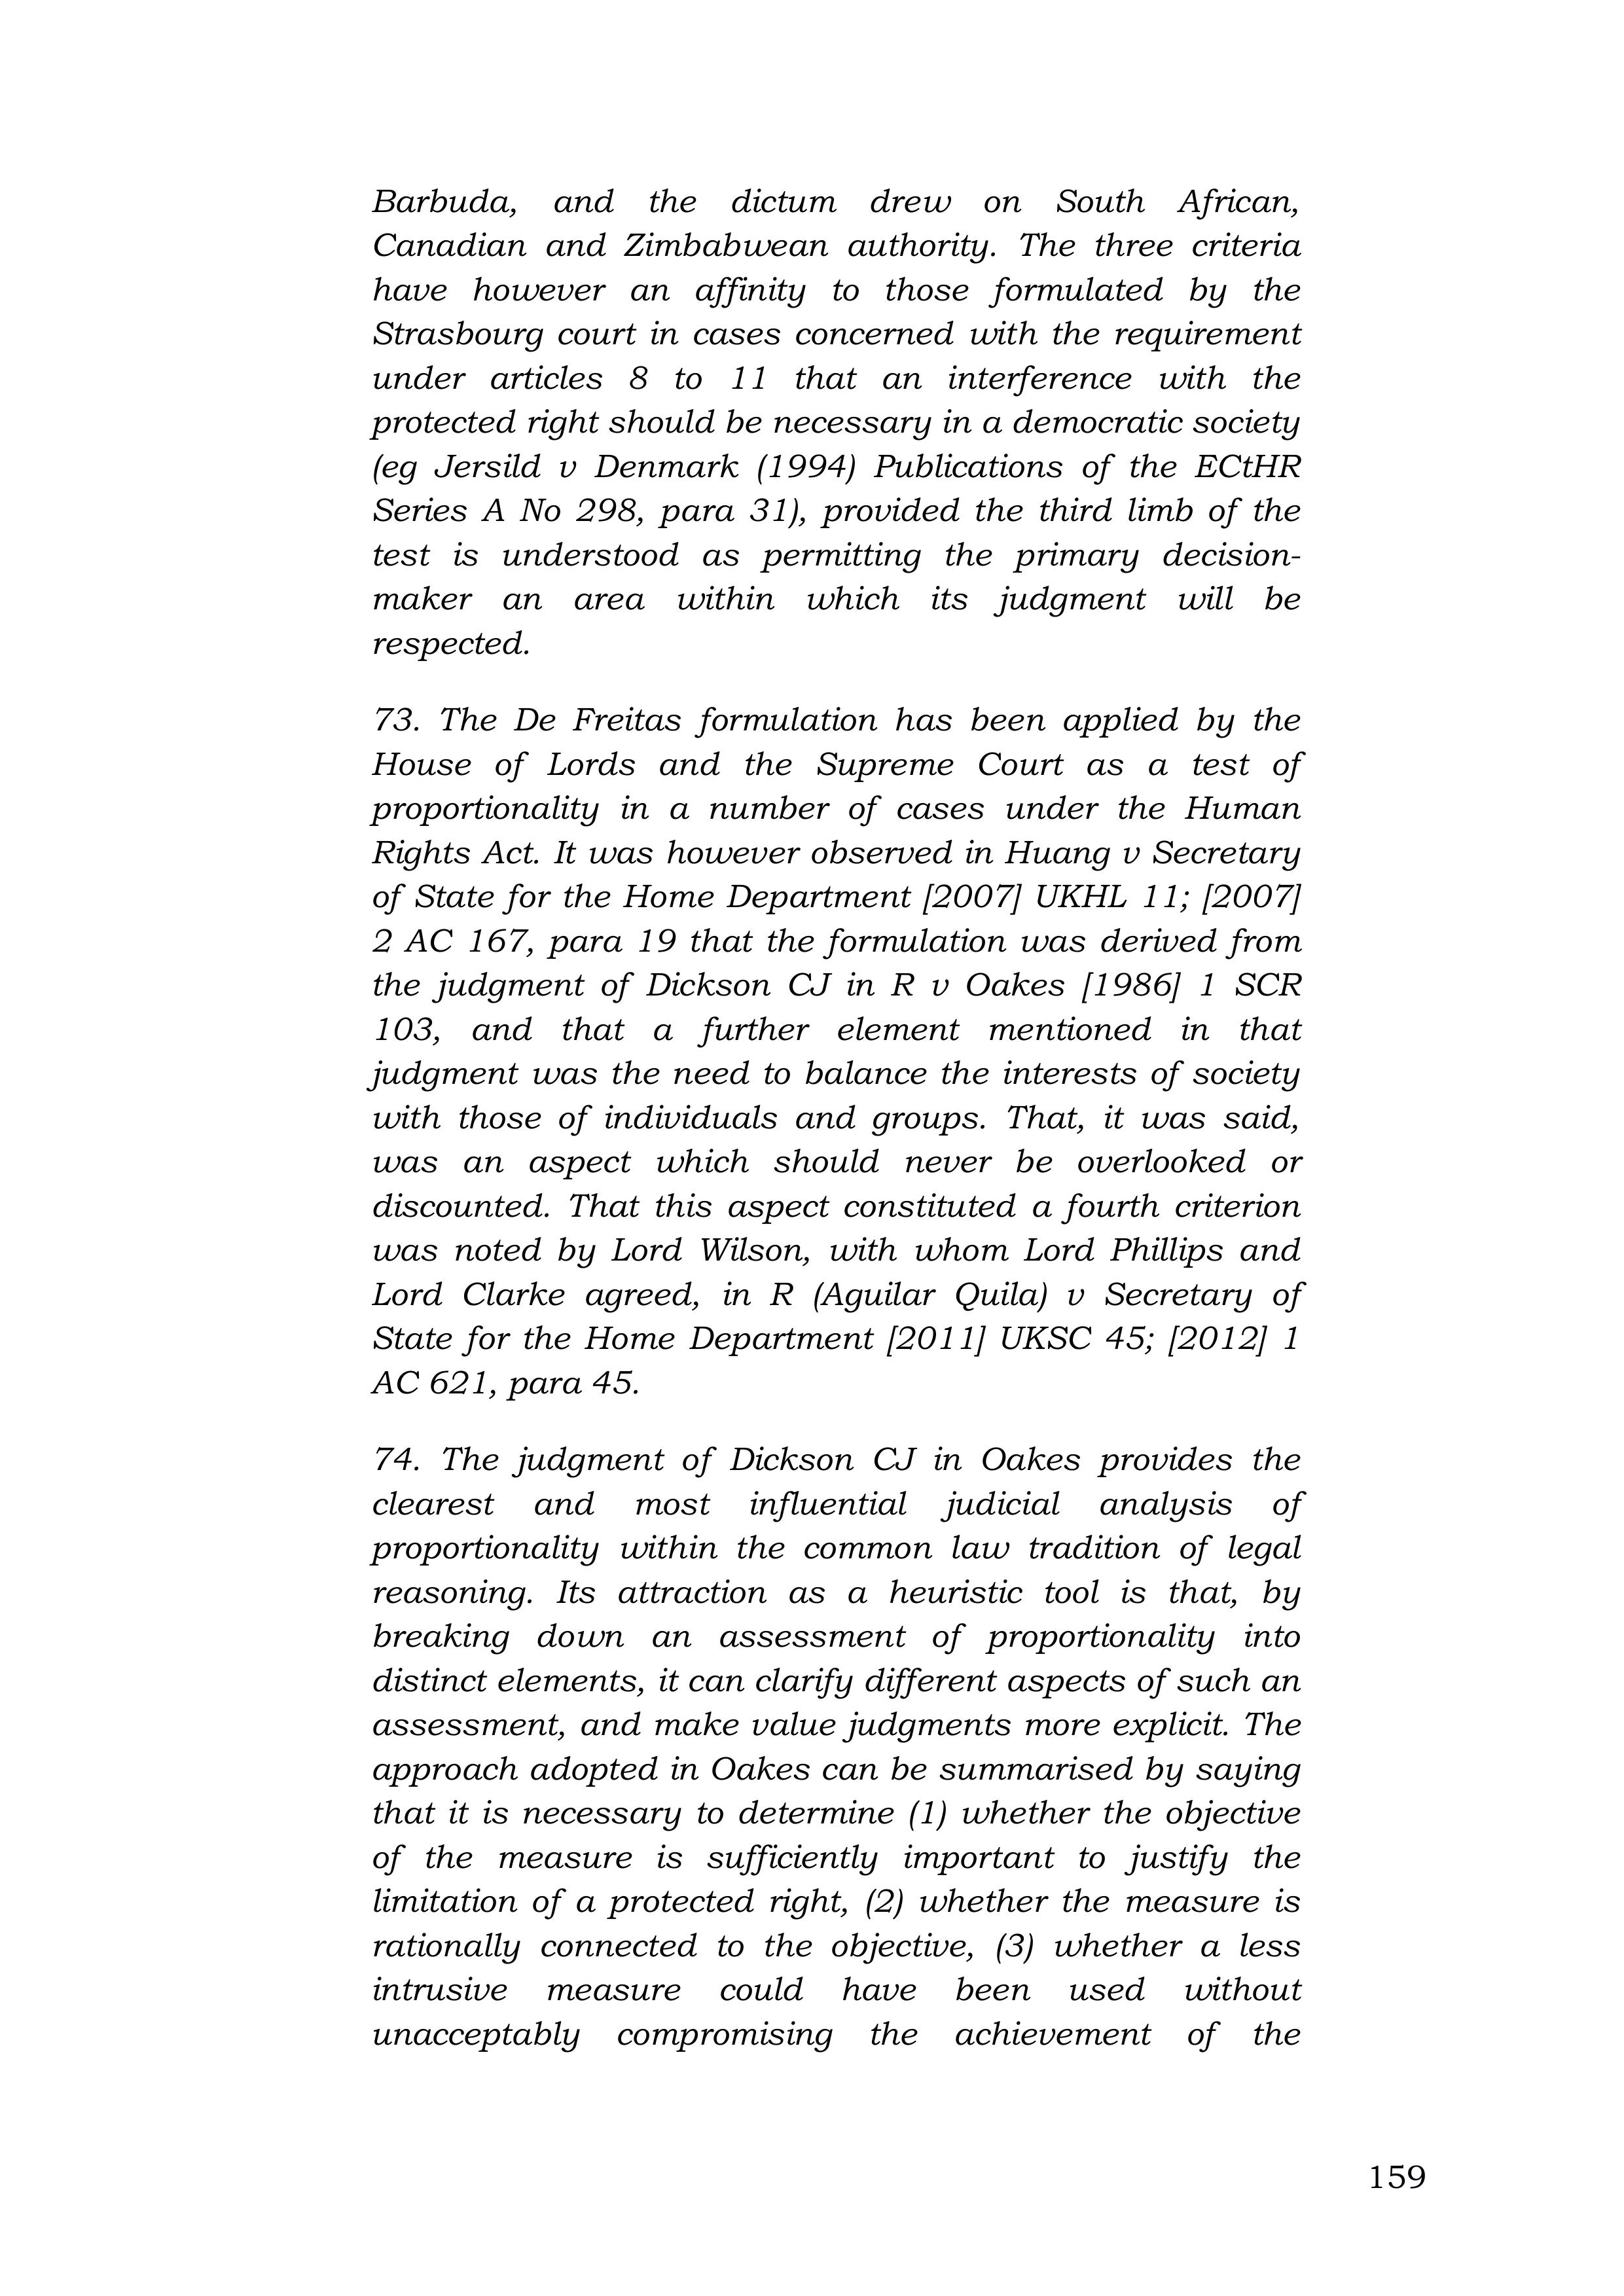 Barbuda, and the dictum drew on South African,
Canadian and Zimbabwean authority. The three criteria
have however an affinity to those formulated by the
Strasbourg court in cases concerned with the requirement
under articles 8 to 11 that an interference with the
protected right should be necessary in a democratic society
(eg Jersild v Denmark (1994) Publications of the ECtHR
Series A No 298, para 31), provided the third limb of the
test is understood as permitting the primary decision-
maker an area within which its judgment will be
respected.
73. The De Freitas formulation has been applied by the
House of Lords and the Supreme Court as a test of
proportionality in a number of cases under the Human
Rights Act. It was however observed in Huang v Secretary
of State for the Home Department [2007] UKHL 11; [2007]
2 AC 167, para 19 that the formulation was derived from
the judgment of Dickson CJ in R v Oakes [1986] 1 SCR
103, and that a further element mentioned in that
judgment was the need to balance the interests of society
with those of individuals and groups. That, it was said,
was an aspect which should never be overlooked or
discounted. That this aspect constituted a fourth criterion
was noted by Lord Wilson, with whom Lord Phillips and
Lord Clarke agreed, in R (Aguilar Quila) v Secretary of
State for the Home Department [2011] UKSC 45; [2012] 1
AC 621, para 45.
74. The judgment of Dickson CJ in Oakes provides the
clearest and most influential judicial analysis of
proportionality within the common law tradition of legal
reasoning. Its attraction as a heuristic tool is that, by
breaking down an assessment of proportionality into
distinct elements, it can clarify different aspects of such an
assessment, and make value judgments more explicit. The
approach adopted in Oakes can be summarised by saying
that it is necessary to determine (1) whether the objective
of the measure is sufficiently important to justify the
limitation of a protected right, (2) whether the measure is
rationally connected to the objective, (3) whether a less
intrusive measure could have been used without
unacceptably compromising the achievement of the
159